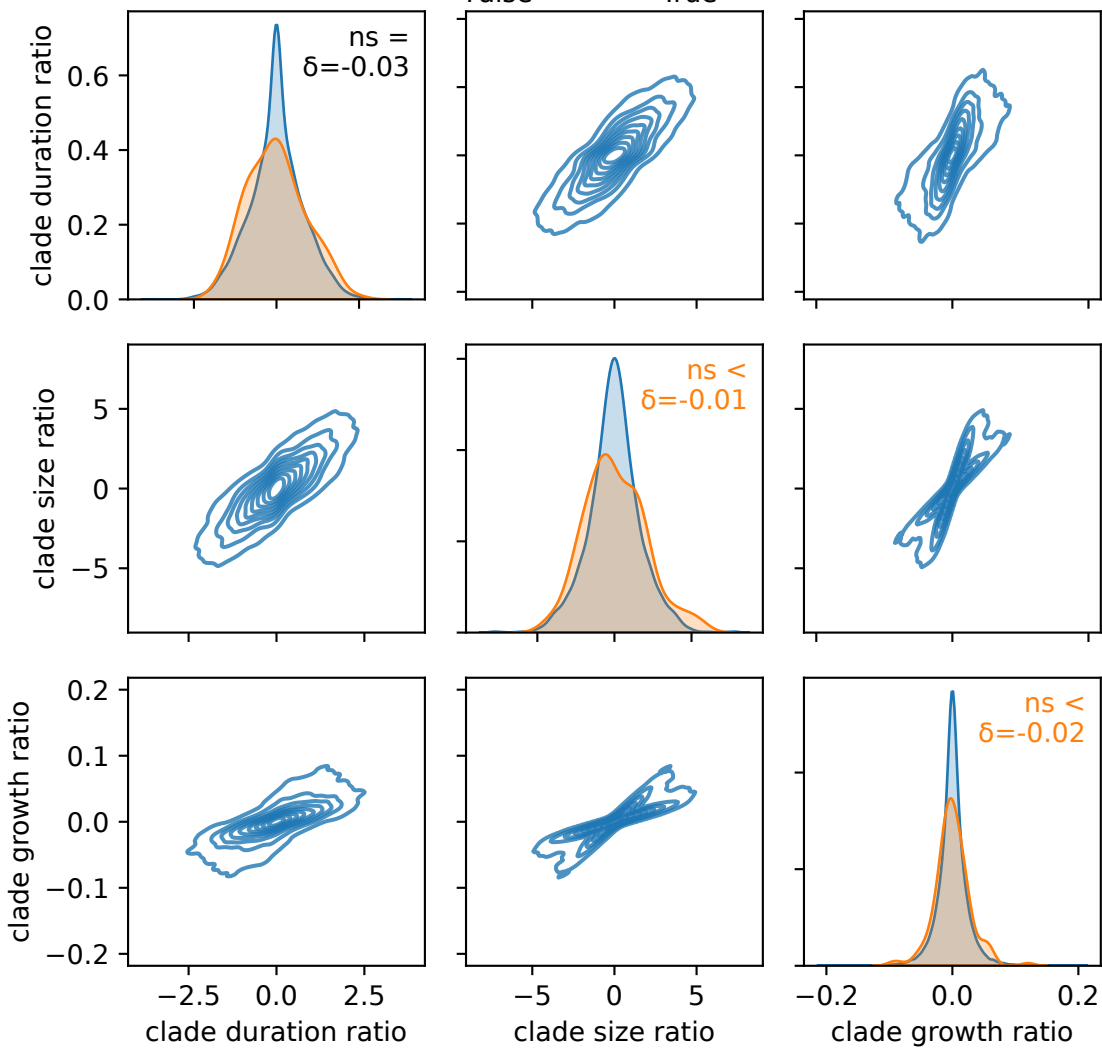 clade duration ratio
0.6
0.4
0.2
0.0
ns =
δ=-0.03
clade size ratio
5
0
−5
ns <
δ=-0.01
clade growth ratio
0.2
0.1
0.0
−0.1
−0.2
ns <
δ=-0.02
−2.5 0.0 2.5
−5 0 5
−0.2 0.0 0.2
clade duration ratio
clade size ratio
clade growth ratio